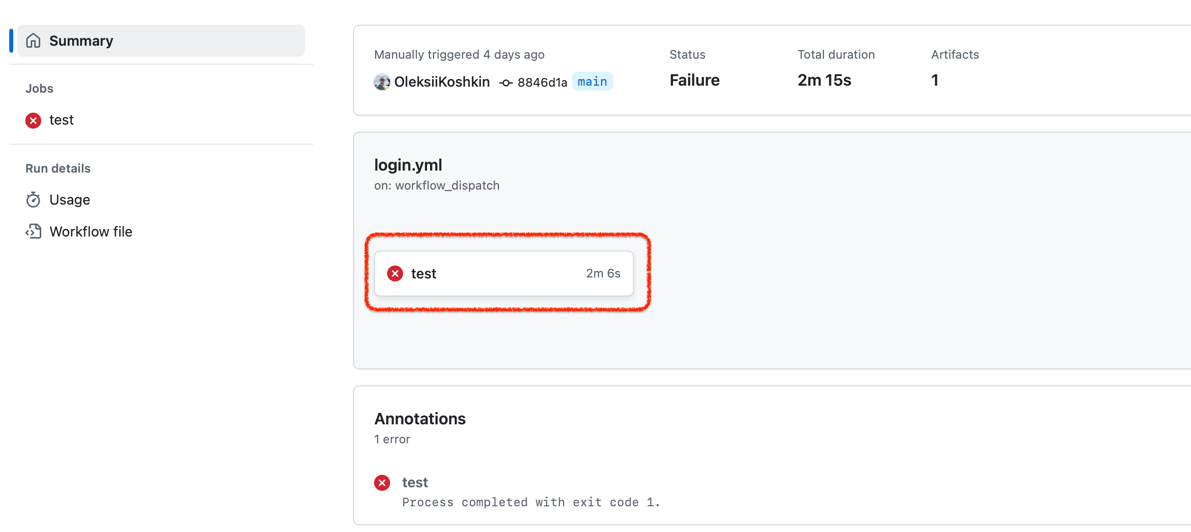 Summary
Jobs
test
Run details
Usage
Workflow file
Manually triggered 4 days ago
OleksiiKoshkin 8846d1a main
Status
Failure
Total duration
2m 15s
Artifacts
1
login.yml
on: workflow_dispatch
test 2m 6s
Annotations
1 error
test
Process completed with exit code 1.